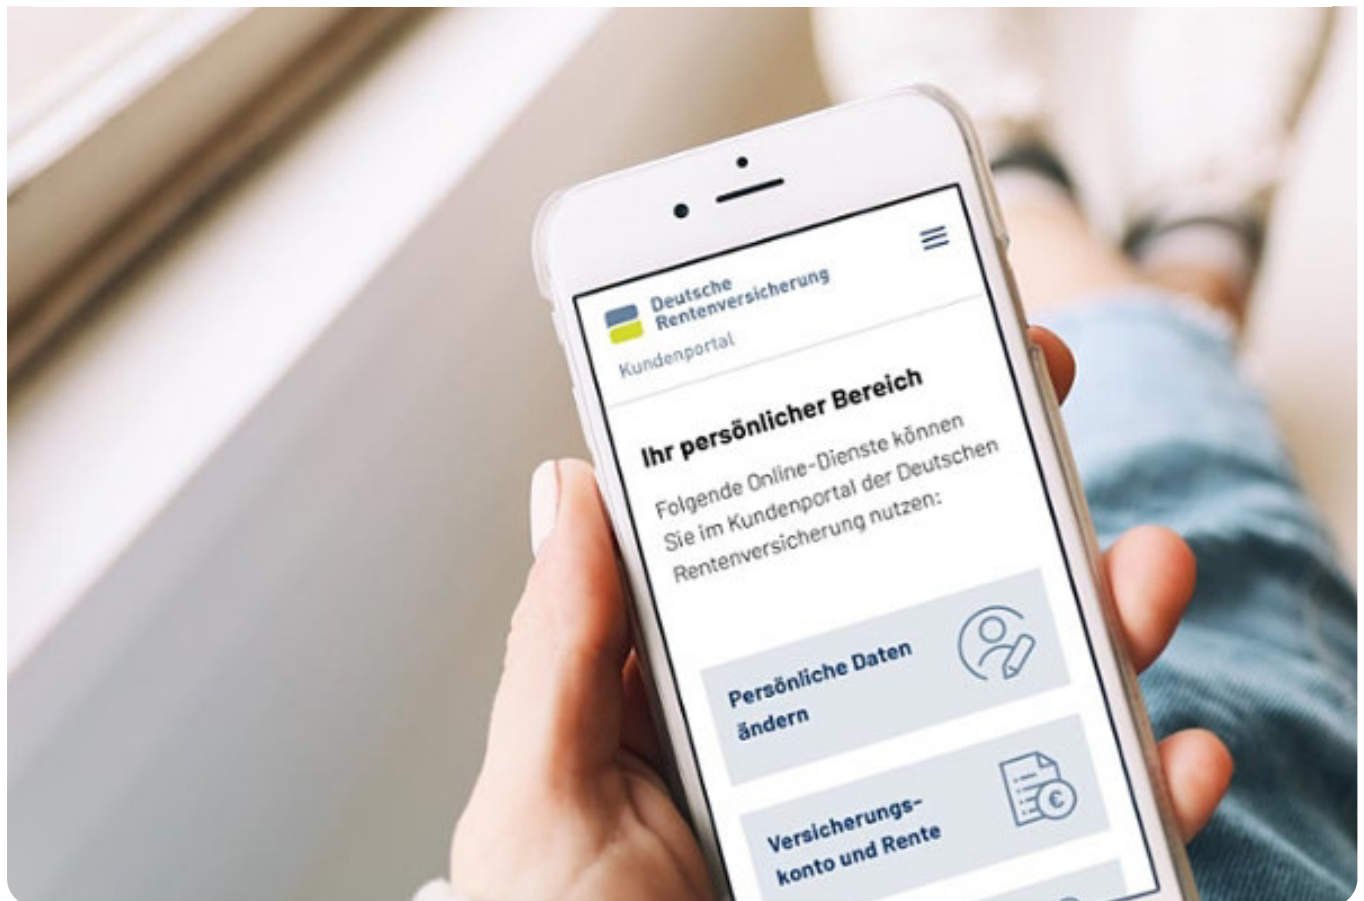 Deutsche
Rentenversicherung
Kundenportal
Ihr persönlicher Bereich
Folgende Online-Dienste können
Sie im Kundenportal der Deutschen
Rentenversicherung nutzen:
Persönliche Daten
ändern
Versicherungs-
konto und Rente
€